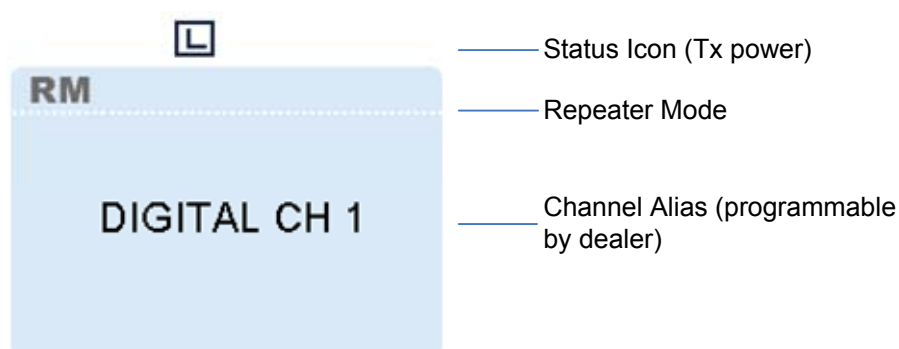 L
Status Icon (Tx power)
RM
Repeater Mode
DIGITAL CH 1
Channel Alias (programmable
by dealer)